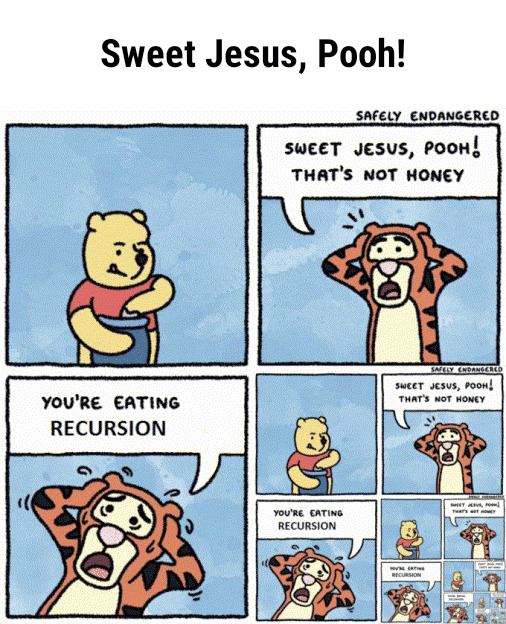 Sweet Jesus, Pooh!
SAFELY ENDANGERED
SWEET JESUS, POOH!
THAT'S NOT HONEY
YOU'RE EATING
RECURSION
SAFELY ENDANGERED
SWEET JESUS, POOH!
THAT'S NOT HONEY
YOU'RE EATING
RECURSION
SWEET JESUS, POOH!
THAT'S NOT HONEY
YOU'RE EATING
RECURSION